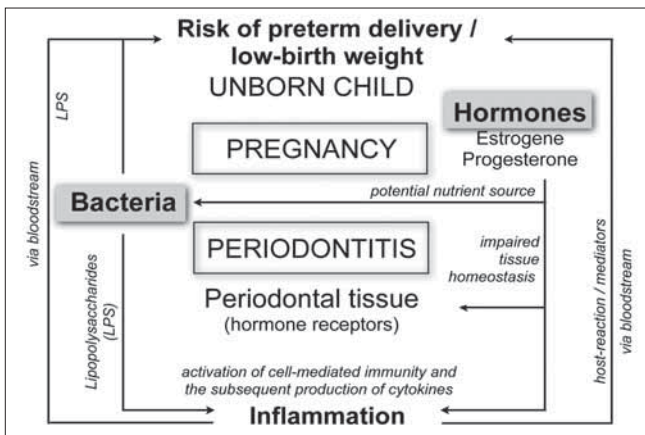 Risk of preterm delivery /
low-birth weight
UNBORN CHILD
Hormones
Estrogene
Progesterone
PREGNANCY
potential nutrient source
Bacteria
PERIODONTITIS
impaired
tissue
homeostasis
Periodontal tissue
(hormone receptors)
activation of cell-mediated immunity and
the subsequent production of cytokines
Inflammation
via bloodstream
LPS
Lipopolysaccharides
(LPS)
host-reaction / mediators
via bloodstream